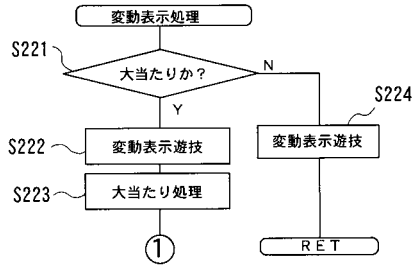 変動表示処理
S221
大当たりか？
N
Y
S224
S222
変動表示遊技
変動表示遊技
S223
大当たり処理
1
RET